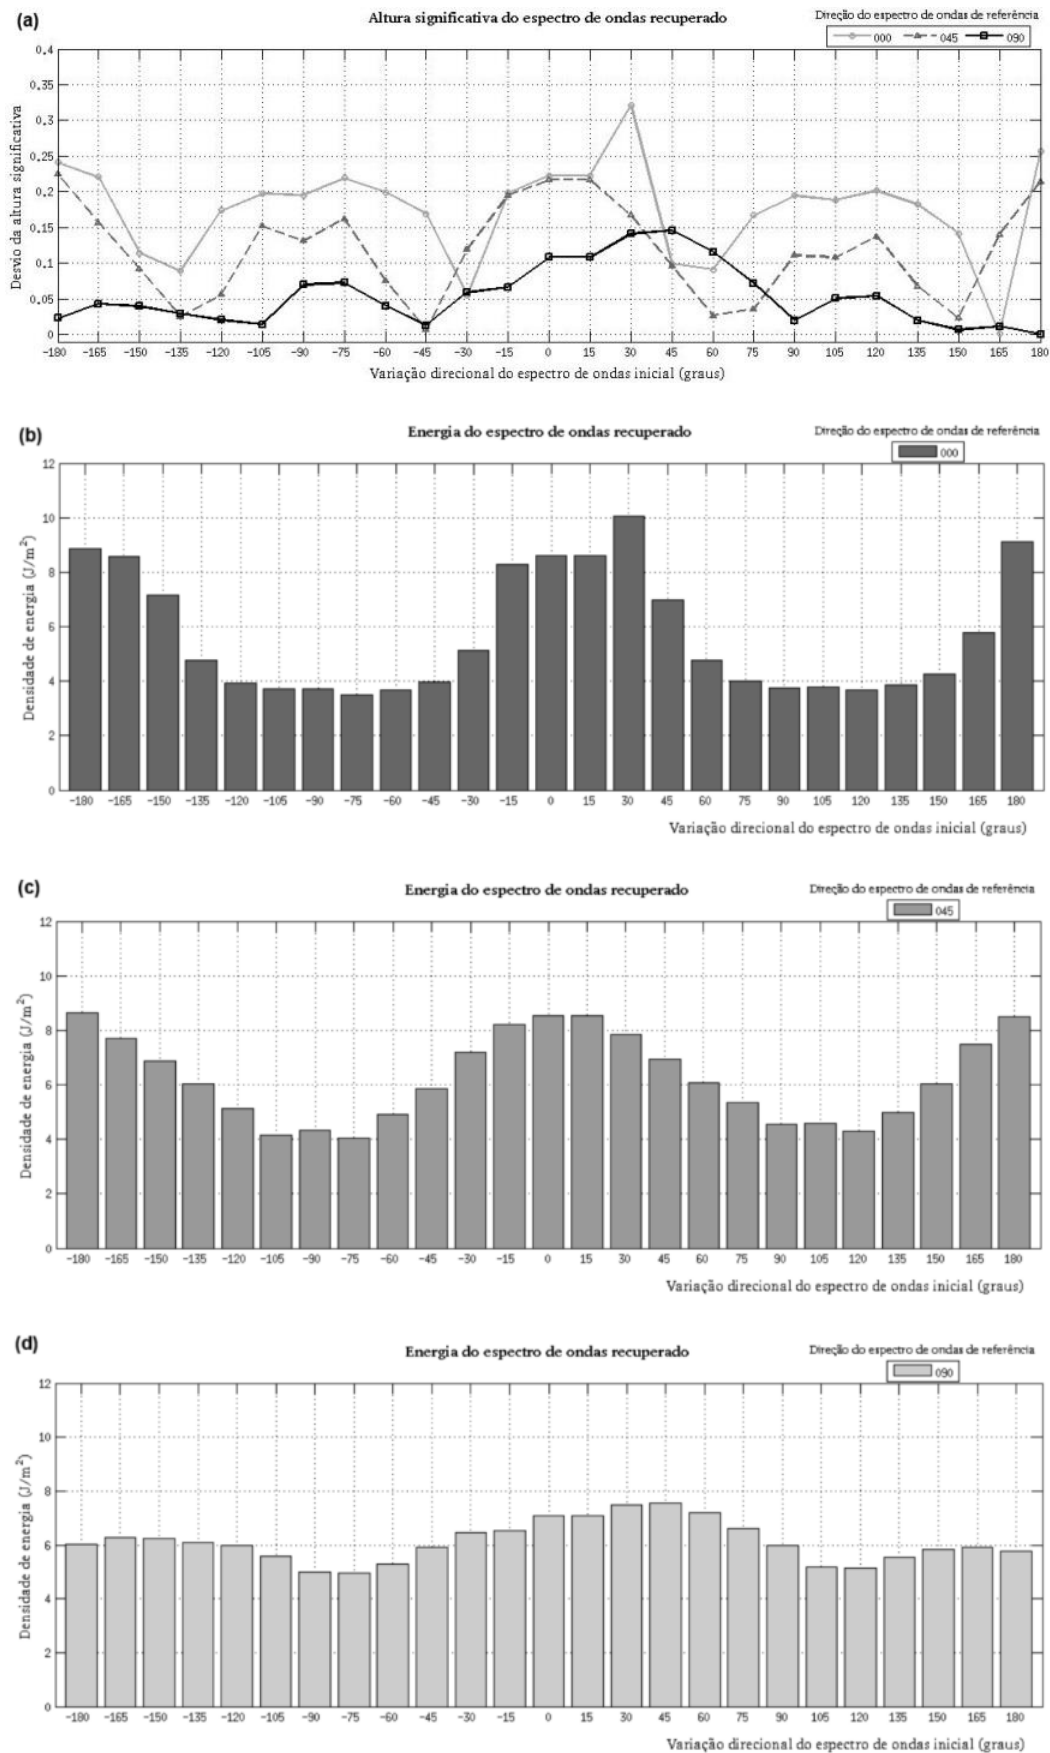 (a)
Altura significativa do espectro de ondas recuperado
Direção do espectro de ondas de referência
000 045 090
Desvio da altura significativa
0,4
0,35
0,3
0,25
0,2
0,15
0,1
0,05
0
-180 -165 -150 -135 -120 -105 -90 -75 -60 -45 -30 -15 0 15 30 45 60 75 90 105 120 135 150 165 180
Variação direcional do espectro de ondas inicial (graus)
(b)
Energia do espectro de ondas recuperado
Direção do espectro de ondas de referência
000
Densidade de energia (J/m²)
12
10
8
6
4
2
0
-180 -165 -150 -135 -120 -105 -90 -75 -60 -45 -30 -15 0 15 30 45 60 75 90 105 120 135 150 165 180
Variação direcional do espectro de ondas inicial (graus)
(c)
Energia do espectro de ondas recuperado
Direção do espectro de ondas de referência
045
Densidade de energia (J/m²)
12
10
8
6
4
2
0
-180 -165 -150 -135 -120 -105 -90 -75 -60 -45 -30 -15 0 15 30 45 60 75 90 105 120 135 150 165 180
Variação direcional do espectro de ondas inicial (graus)
(d)
Energia do espectro de ondas recuperado
Direção do espectro de ondas de referência
090
Densidade de energia (J/m²)
12
10
8
6
4
2
0
-180 -165 -150 -135 -120 -105 -90 -75 -60 -45 -30 -15 0 15 30 45 60 75 90 105 120 135 150 165 180
Variação direcional do espectro de ondas inicial (graus)